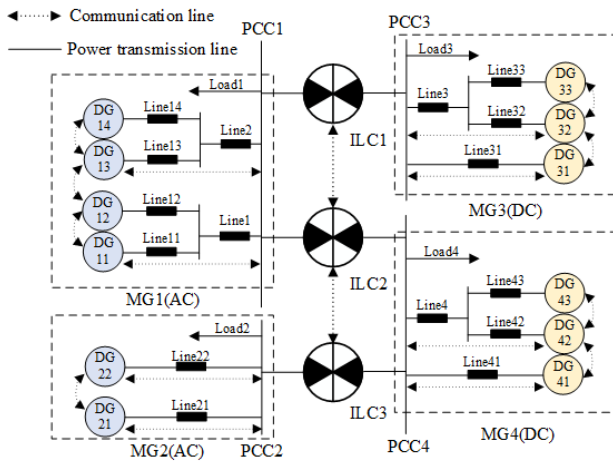 Communication line
Power transmission line
PCC1
PCC3
Load1
DG 14
Line14
DG 13
Line13
Line2
DG 12
Line12
DG 11
Line11
Line1
MG1(AC)
ILC1
ILC2
ILC3
Load3
Line3
Line33
DG 33
Line32
DG 32
Line31
DG 31
MG3(DC)
Load4
Line4
Line43
DG 43
Line42
DG 42
Line41
DG 41
MG4(DC)
Load2
DG 22
Line22
DG 21
Line21
MG2(AC)
PCC2
PCC4